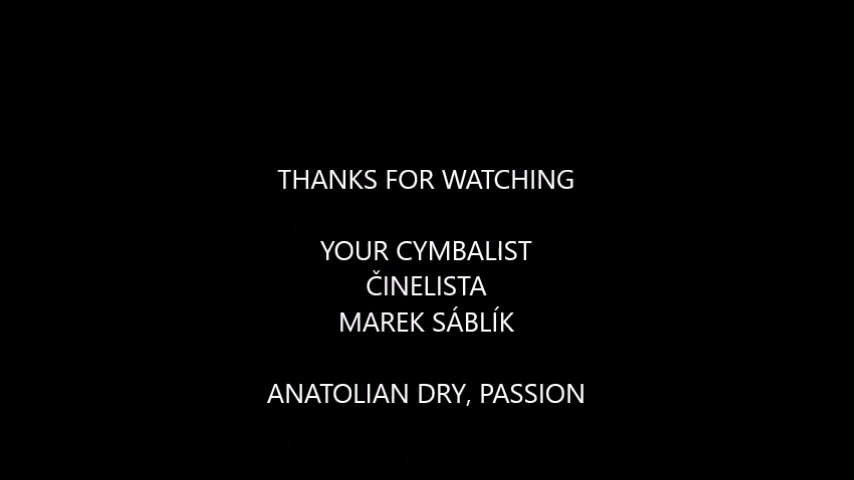 THANKS FOR WATCHING
YOUR CYMBALIST
ČINELISTA
MAREK SÁBLÍK
ANATOLIAN DRY, PASSION